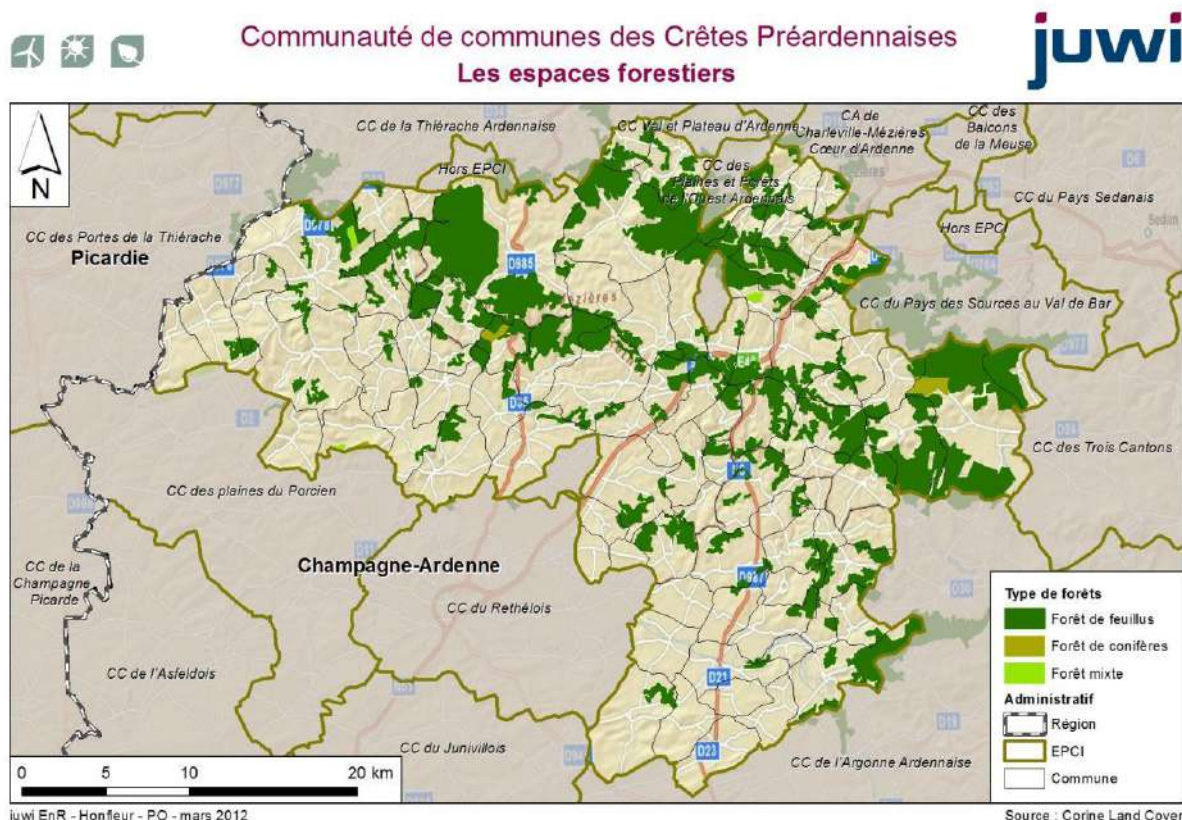 Communauté de communes des Crêtes Préardennaises
Les espaces forestiers
juwi
N
CC de la Thiérache Ardennaise
CC Val et Plateau d'Ardenne
CA de
Charleville-Mézières
Cœur d'Ardenne
CC des
Balcons
de la Meuse
Hors EPCI
CC des
Plaines et Forêts
de l'Ouest Ardennais
CC du Pays Sedanais
Sedan
Hors EPCI
CC des Portes de la Thiérache
Picardie
D978
D985
CC du Pays des Sources au Val de Bar
D977
CC des Trois Cantons
CC des plaines du Porcien
Champagne-Ardenne
CC de la
Champagne
Picarde
CC du Rethélois
D987
CC de l'Asfeldois
D21
D23
CC du Junivillois
CC de l'Argonne Ardennaise
Type de forêts
Forêt de feuillus
Forêt de conifères
Forêt mixte
Administratif
Région
EPCI
Commune
0 5 10 20 km
juwi EnR - Honfleur - PO - mars 2012
Source : Corine Land Cover